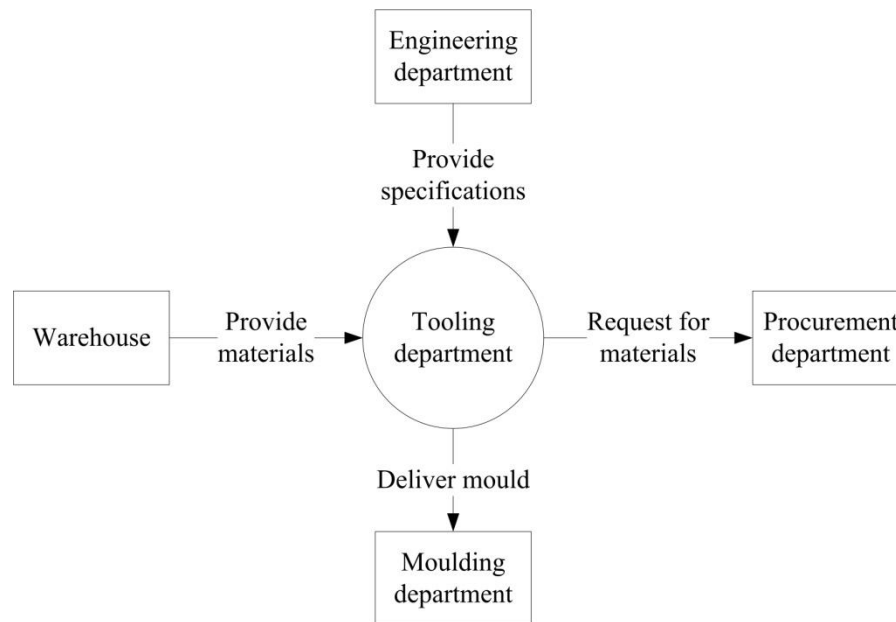 Engineering
department
Provide
specifications
Warehouse
Provide
materials
Tooling
department
Request for
materials
Procurement
department
Deliver mould
Moulding
department